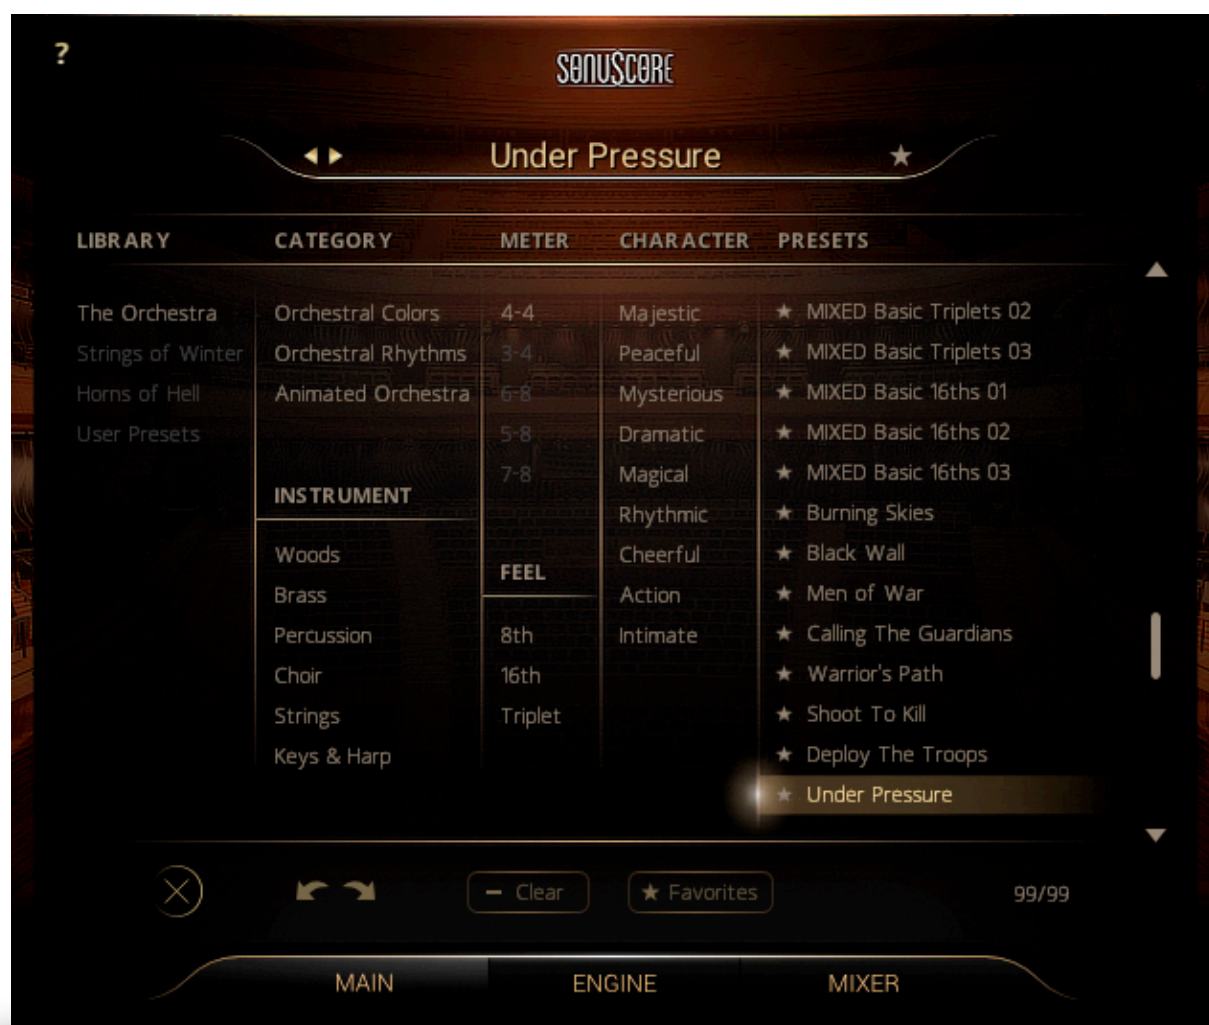 ?
SONUSCORE
Under Pressure
LIBRARY
The Orchestra
Strings of Winter
Horns of Hell
User Presets
CATEGORY
Orchestral Colors
Orchestral Rhythms
Animated Orchestra
INSTRUMENT
Woods
Brass
Percussion
Choir
Strings
Keys & Harp
METER
4-4
3-4
6-8
5-8
7-8
FEEL
8th
16th
Triplet
CHARACTER
Majestic
Peaceful
Mysterious
Dramatic
Magical
Rhythmic
Cheerful
Action
Intimate
PRESETS
★ MIXED Basic Triplets 02
★ MIXED Basic Triplets 03
★ MIXED Basic 16ths 01
★ MIXED Basic 16ths 02
★ MIXED Basic 16ths 03
★ Burning Skies
★ Black Wall
★ Men of War
★ Calling The Guardians
★ Warrior's Path
★ Shoot To Kill
★ Deploy The Troops
★ Under Pressure
– Clear
★ Favorites
99/99
MAIN
ENGINE
MIXER